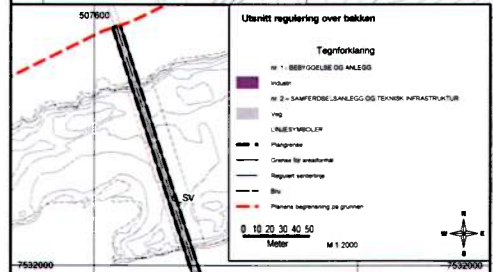 507600
Utsnitt regulering over bakken
Tegnforklaring
nr. 1 - BEBYGGELSE OG ANLEGG
Industri
nr. 2 - SAMFERDSELSANLEGG OG TEKNISK INFRASTRUKTUR
Veg
LINJESYMBOLER
Plangrense
Grense for arealformål
Regulert senterlinje
Bru
Planens begrensning på grunnen
_SV
0 10 20 30 40 50
Meter
M 1:2000
N
W
E
S
7532000
7532000